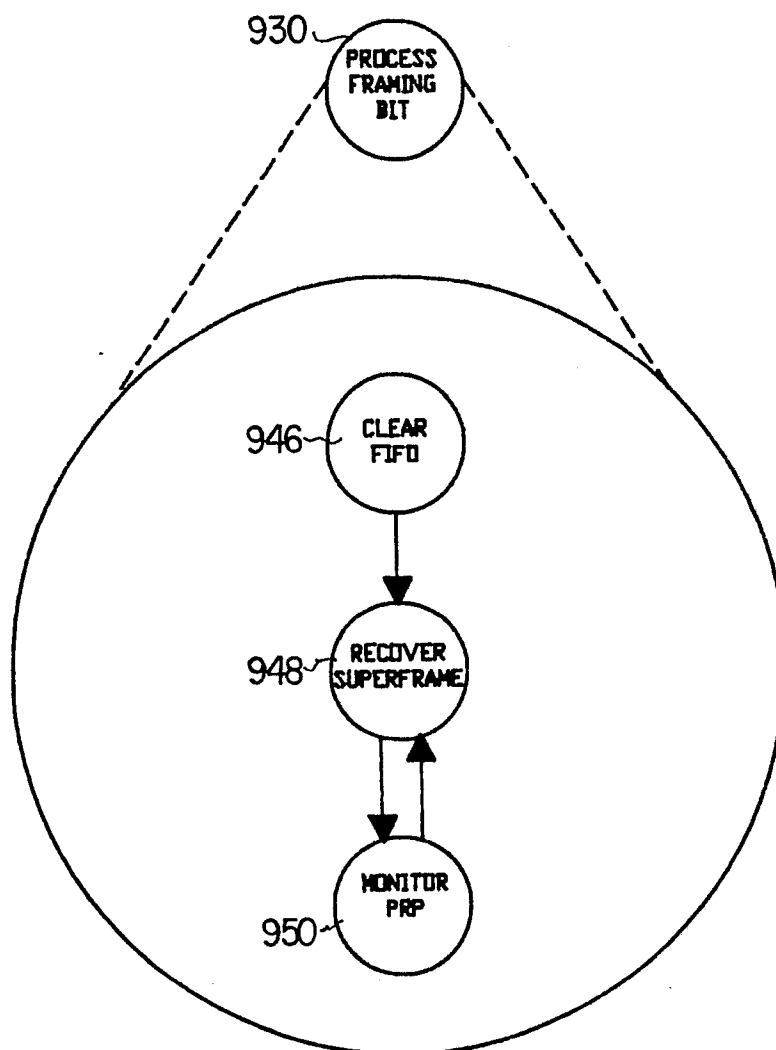 930
PROCESS
FRAMING
BIT
946
CLEAR
FIFO
948
RECOVER
SUPERFRAME
950
MONITOR
PRP